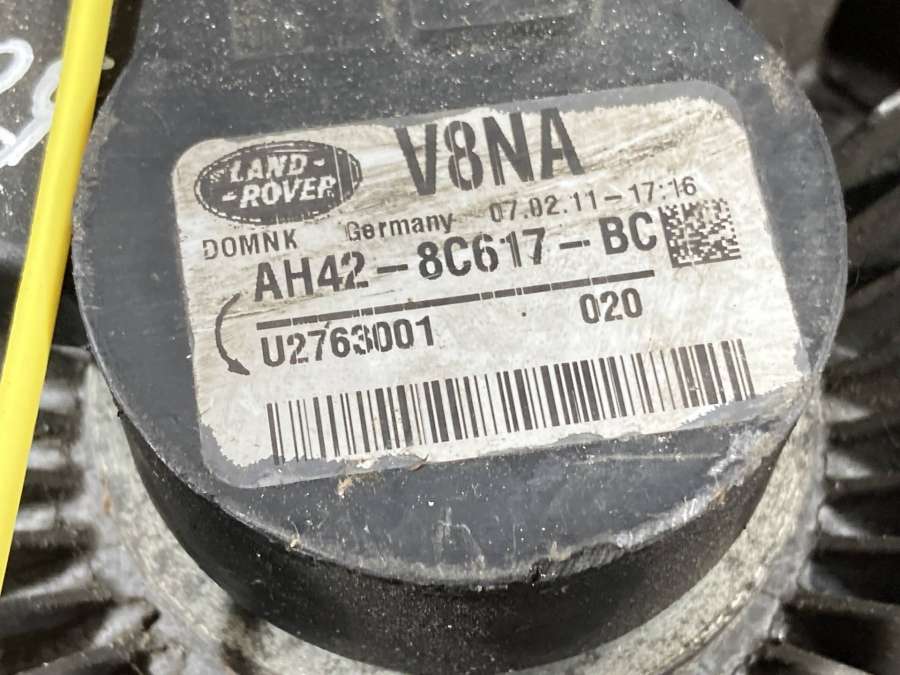 LAND-
-ROVER
V8NA
DOMNK Germany 07.02.11-17:16
AH42-8C617-BC
U2763001 020